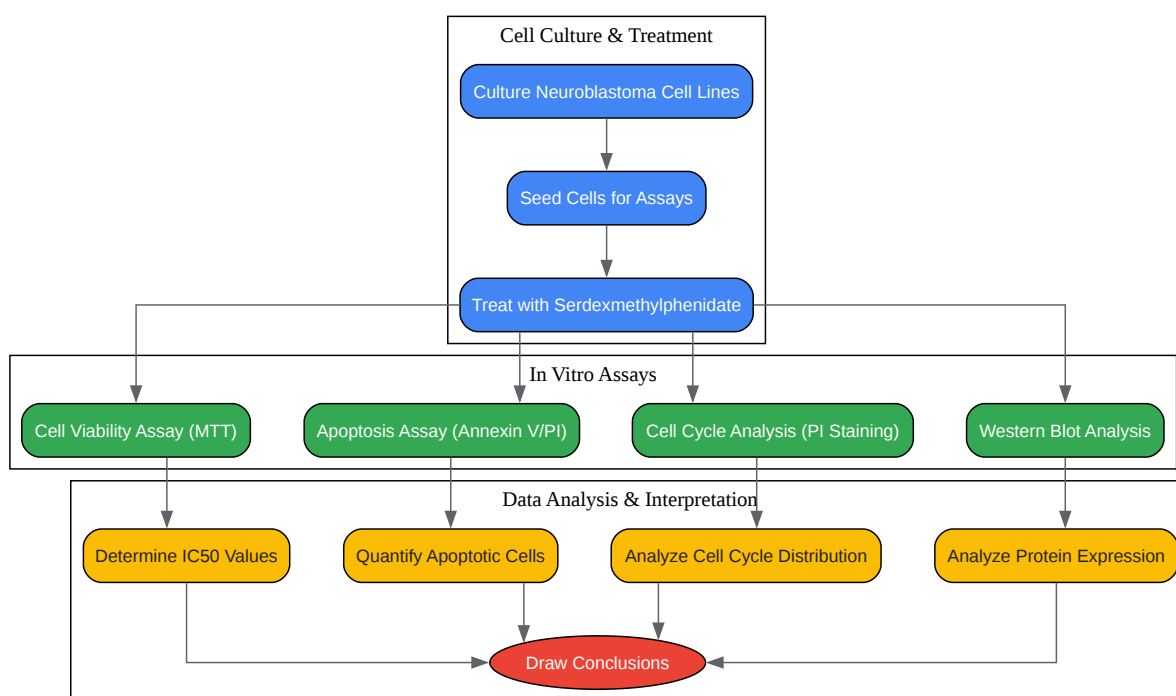 Cell Culture & Treatment
Culture Neuroblastoma Cell Lines
Seed Cells for Assays
Treat with Serdexmethylphenidate
In Vitro Assays
Cell Viability Assay (MTT)
Apoptosis Assay (Annexin V/PI)
Cell Cycle Analysis (PI Staining)
Western Blot Analysis
Data Analysis & Interpretation
Determine IC50 Values
Quantify Apoptotic Cells
Analyze Cell Cycle Distribution
Analyze Protein Expression
Draw Conclusions